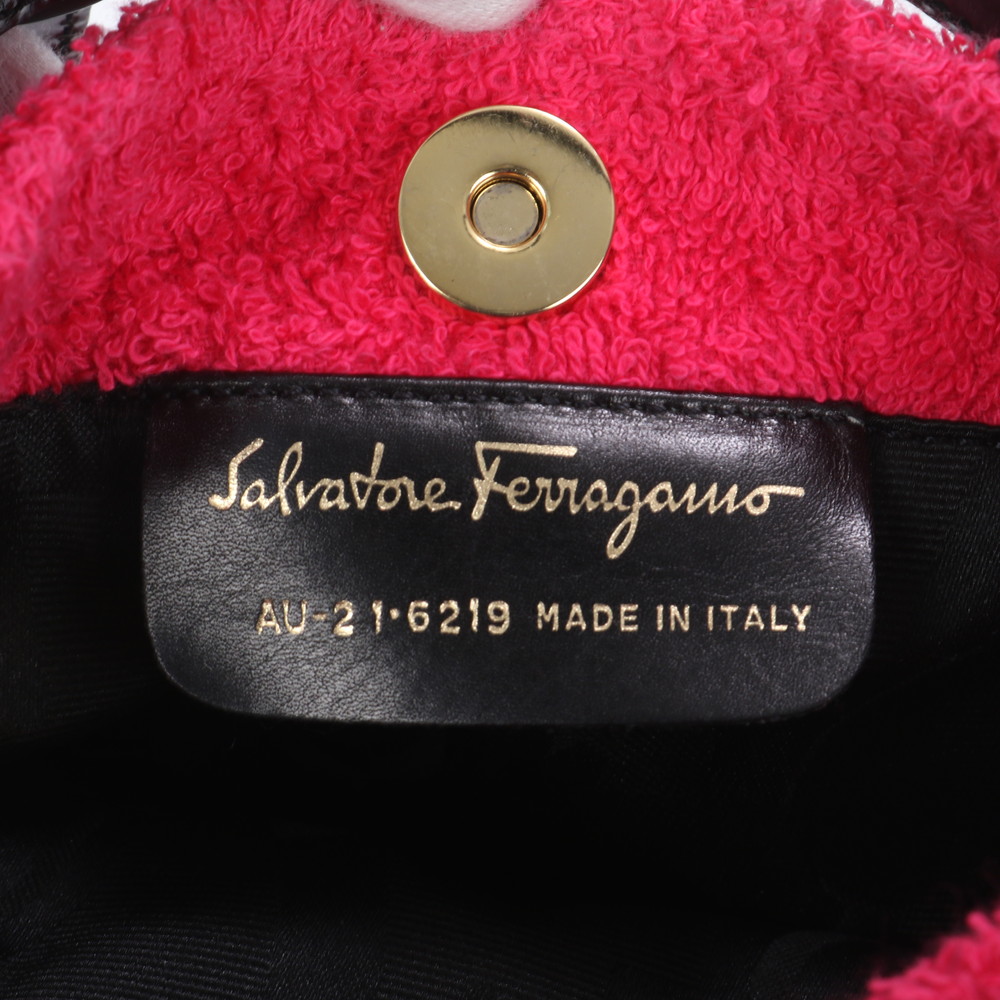 Salvatore Ferragamo
AU-21·6219 MADE IN ITALY